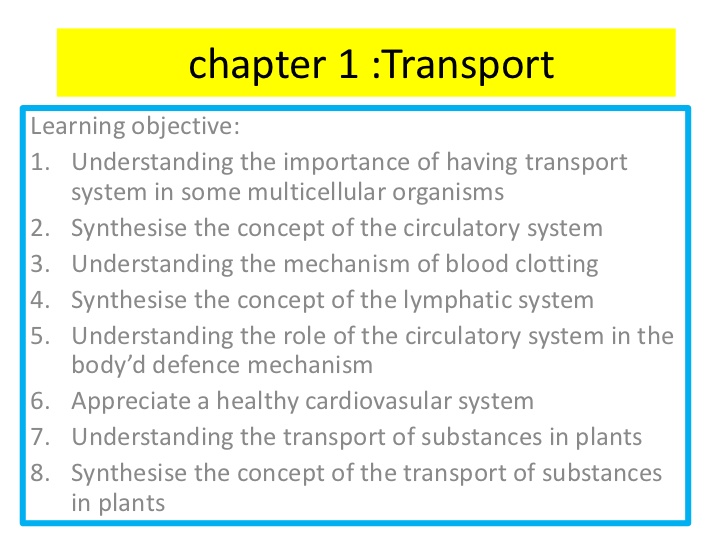 chapter 1 :Transport
Learning objective:
1. Understanding the importance of having transport
system in some multicellular organisms
2. Synthesise the concept of the circulatory system
3. Understanding the mechanism of blood clotting
4. Synthesise the concept of the lymphatic system
5. Understanding the role of the circulatory system in the
body’d defence mechanism
6. Appreciate a healthy cardiovasular system
7. Understanding the transport of substances in plants
8. Synthesise the concept of the transport of substances
in plants